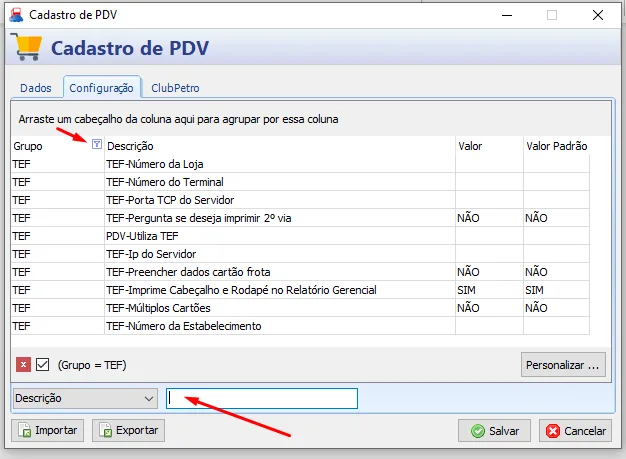 Cadastro de PDV
Cadastro de PDV
Dados Configuração ClubPetro
Arraste um cabeçalho da coluna aqui para agrupar por essa coluna
Grupo Descrição Valor Valor Padrão
TEF TEF-Número da Loja
TEF TEF-Número do Terminal
TEF TEF-Porta TCP do Servidor
TEF TEF-Pergunta se deseja imprimir 2º via NÃO NÃO
TEF PDV-Utiliza TEF
TEF TEF-Ip do Servidor
TEF TEF-Preencher dados cartão frota NÃO NÃO
TEF TEF-Imprime Cabeçalho e Rodapé no Relatório Gerencial SIM SIM
TEF TEF-Múltiplos Cartões NÃO NÃO
TEF TEF-Número da Estabelecimento
x (Grupo = TEF) Personalizar ...
Descrição
Importar Exportar Salvar Cancelar